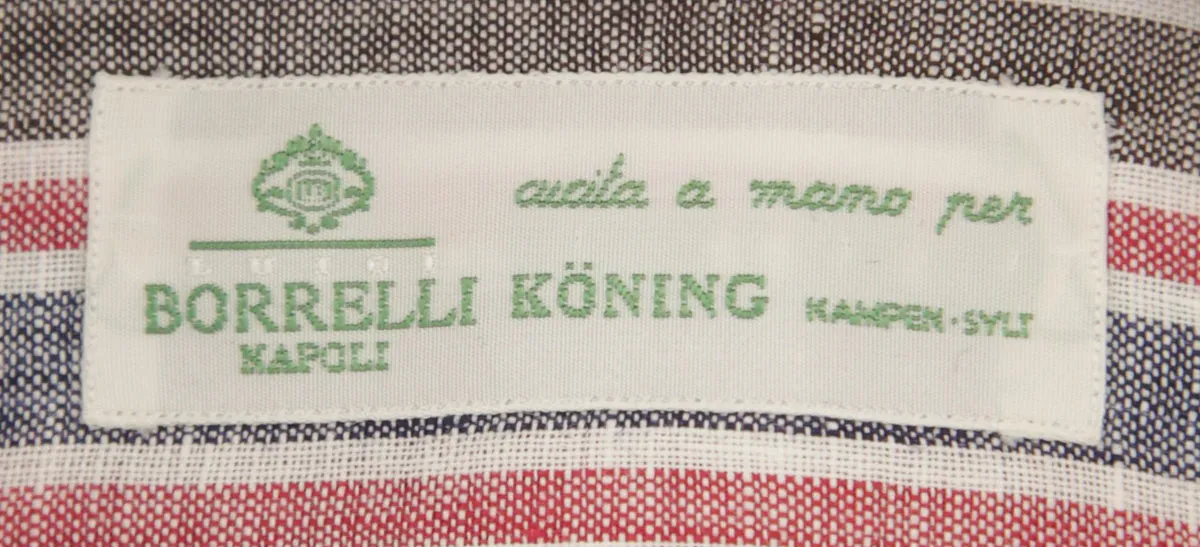 LUIGI
BORRELLI
NAPOLI
cucita a mano per
KÖNING KAMPEN·SYLT